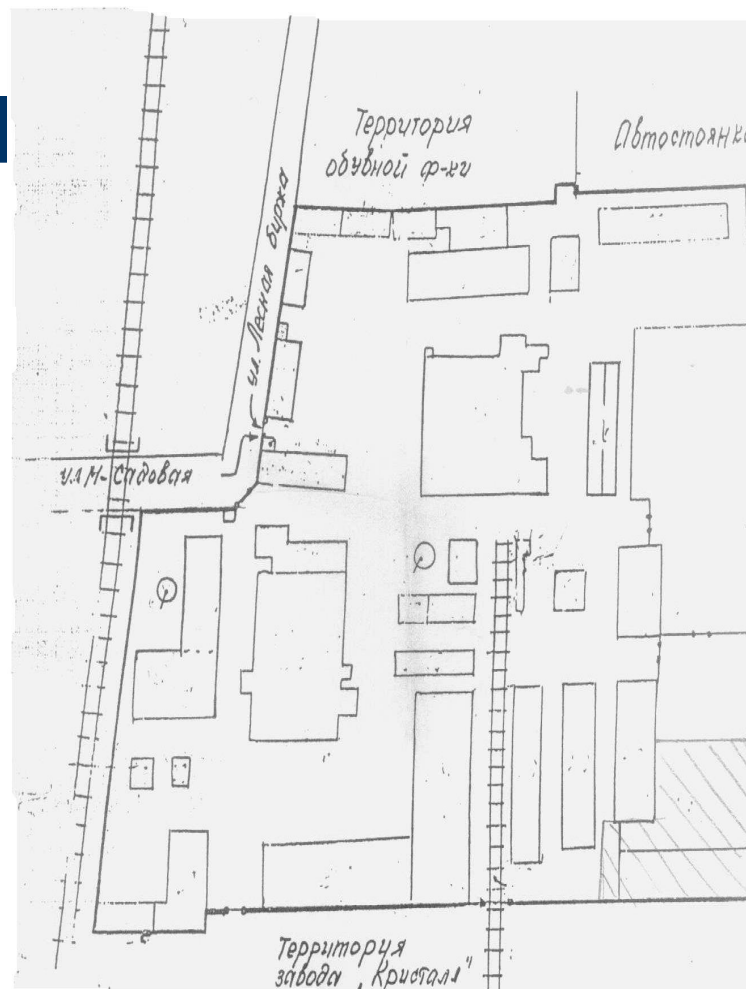 Территория
обувной ф-ки
Автостоянка
ул. Лесная биржа
ул М-Садовая
Территория
завода „Кристалл"